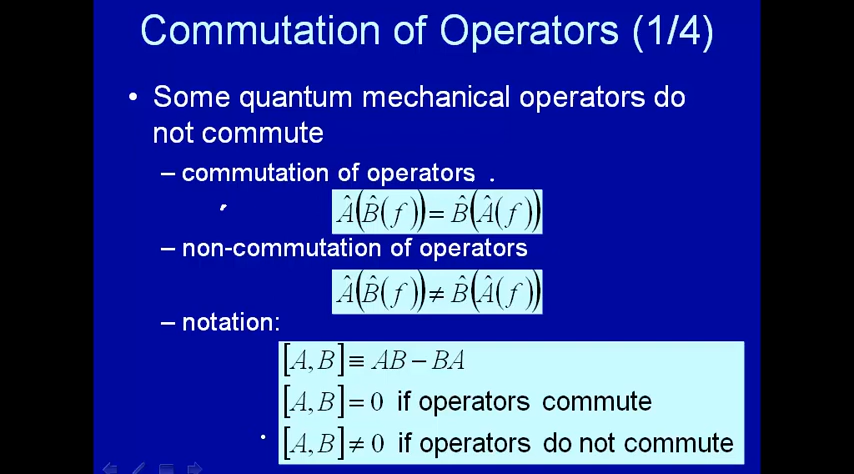 Commutation of Operators (1/4)
• Some quantum mechanical operators do
not commute
– commutation of operators .
Â(B̂(f)) = B̂(Â(f))
– non-commutation of operators
Â(B̂(f)) ≠ B̂(Â(f))
– notation:
[A, B] ≡ AB − BA
[A, B] = 0 if operators commute
[A, B] ≠ 0 if operators do not commute